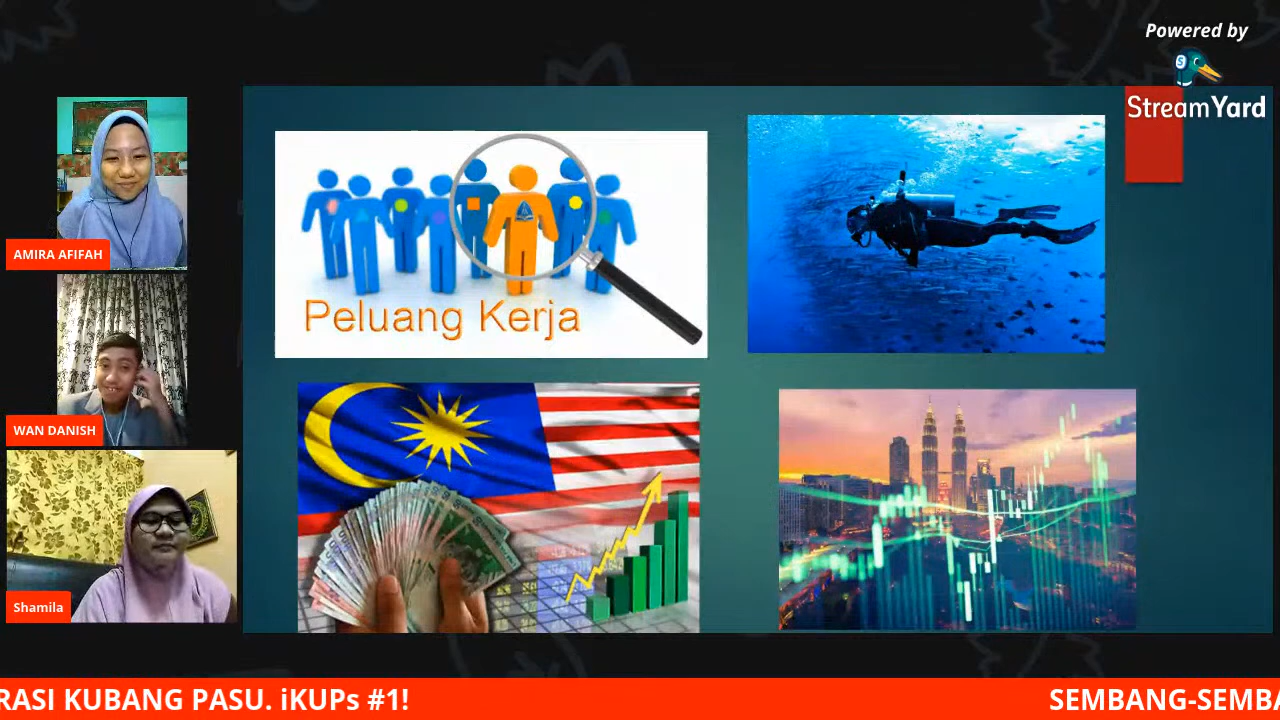 Powered by
StreamYard
AMIRA AFIFAH
WAN DANISH
Shamila
Peluang Kerja
RASI KUBANG PASU. iKUPs #1!
SEMBANG-SEMBA